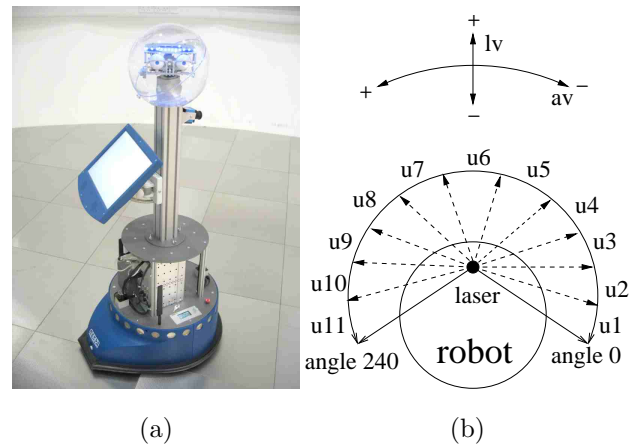 +
lv
+
−
av
−
u6
u7
u5
u8
u4
u9
u3
u10
u2
laser
u11
u1
angle 240
robot
angle 0
(a)
(b)